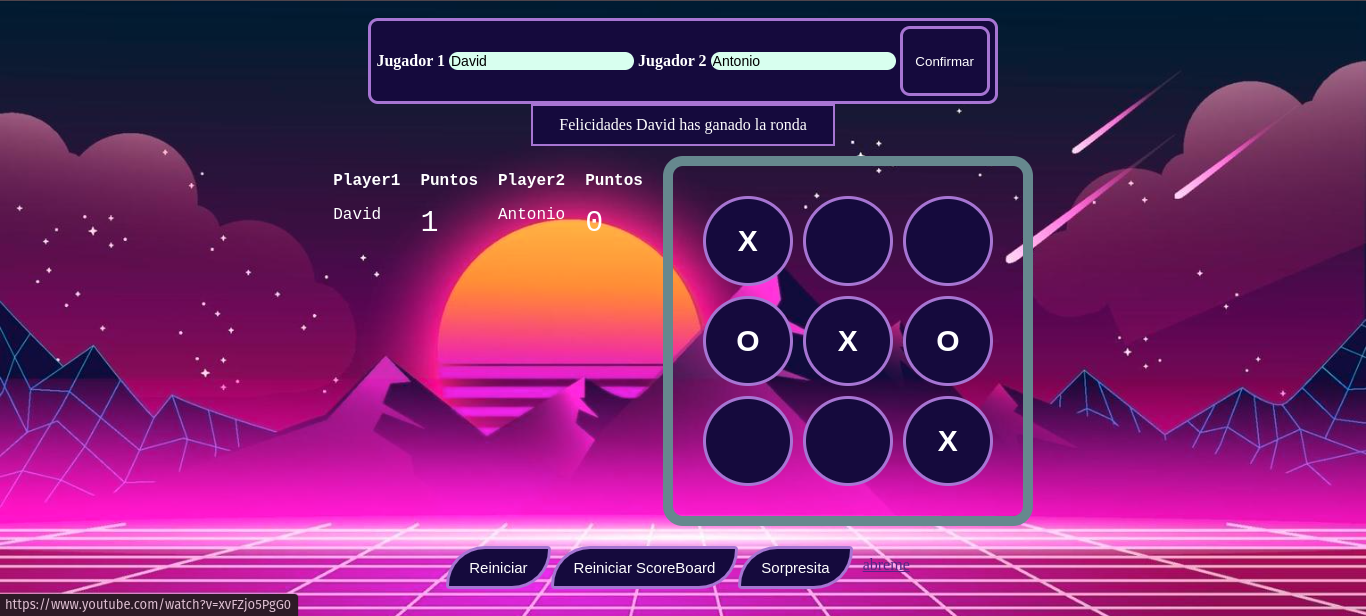 Jugador 1 David Jugador 2 Antonio Confirmar
Felicidades David has ganado la ronda
Player1 Puntos Player2 Puntos
David 1 Antonio 0
X
O X O
X
Reiniciar Reiniciar ScoreBoard Sorpresita abreme
https://www.youtube.com/watch?v=xvFZjo5PgG0